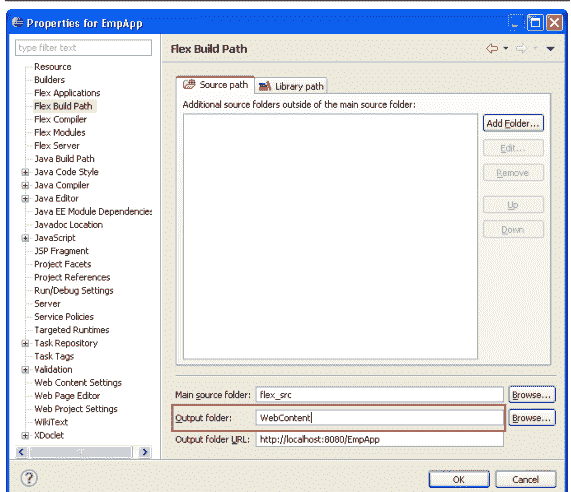 Properties for EmpApp
type filter text
Flex Build Path
Resource
Builders
Flex Applications
Flex Build Path
Flex Compiler
Flex Modules
Flex Server
Java Build Path
Java Code Style
Java Compiler
Java Editor
Java EE Module Dependencies
Javadoc Location
JavaScript
JSP Fragment
Project Facets
Project References
Run/Debug Settings
Server
Service Policies
Targeted Runtimes
Task Repository
Task Tags
Validation
Web Content Settings
Web Page Editor
Web Project Settings
WikiText
XDoclet
Source path
Library path
Additional source folders outside of the main source folder:
Add Folder...
Edit...
Remove
Up
Down
Main source folder: flex_src Browse...
Output folder: WebContent Browse...
Output folder URL: http://localhost:8080/EmpApp
OK Cancel